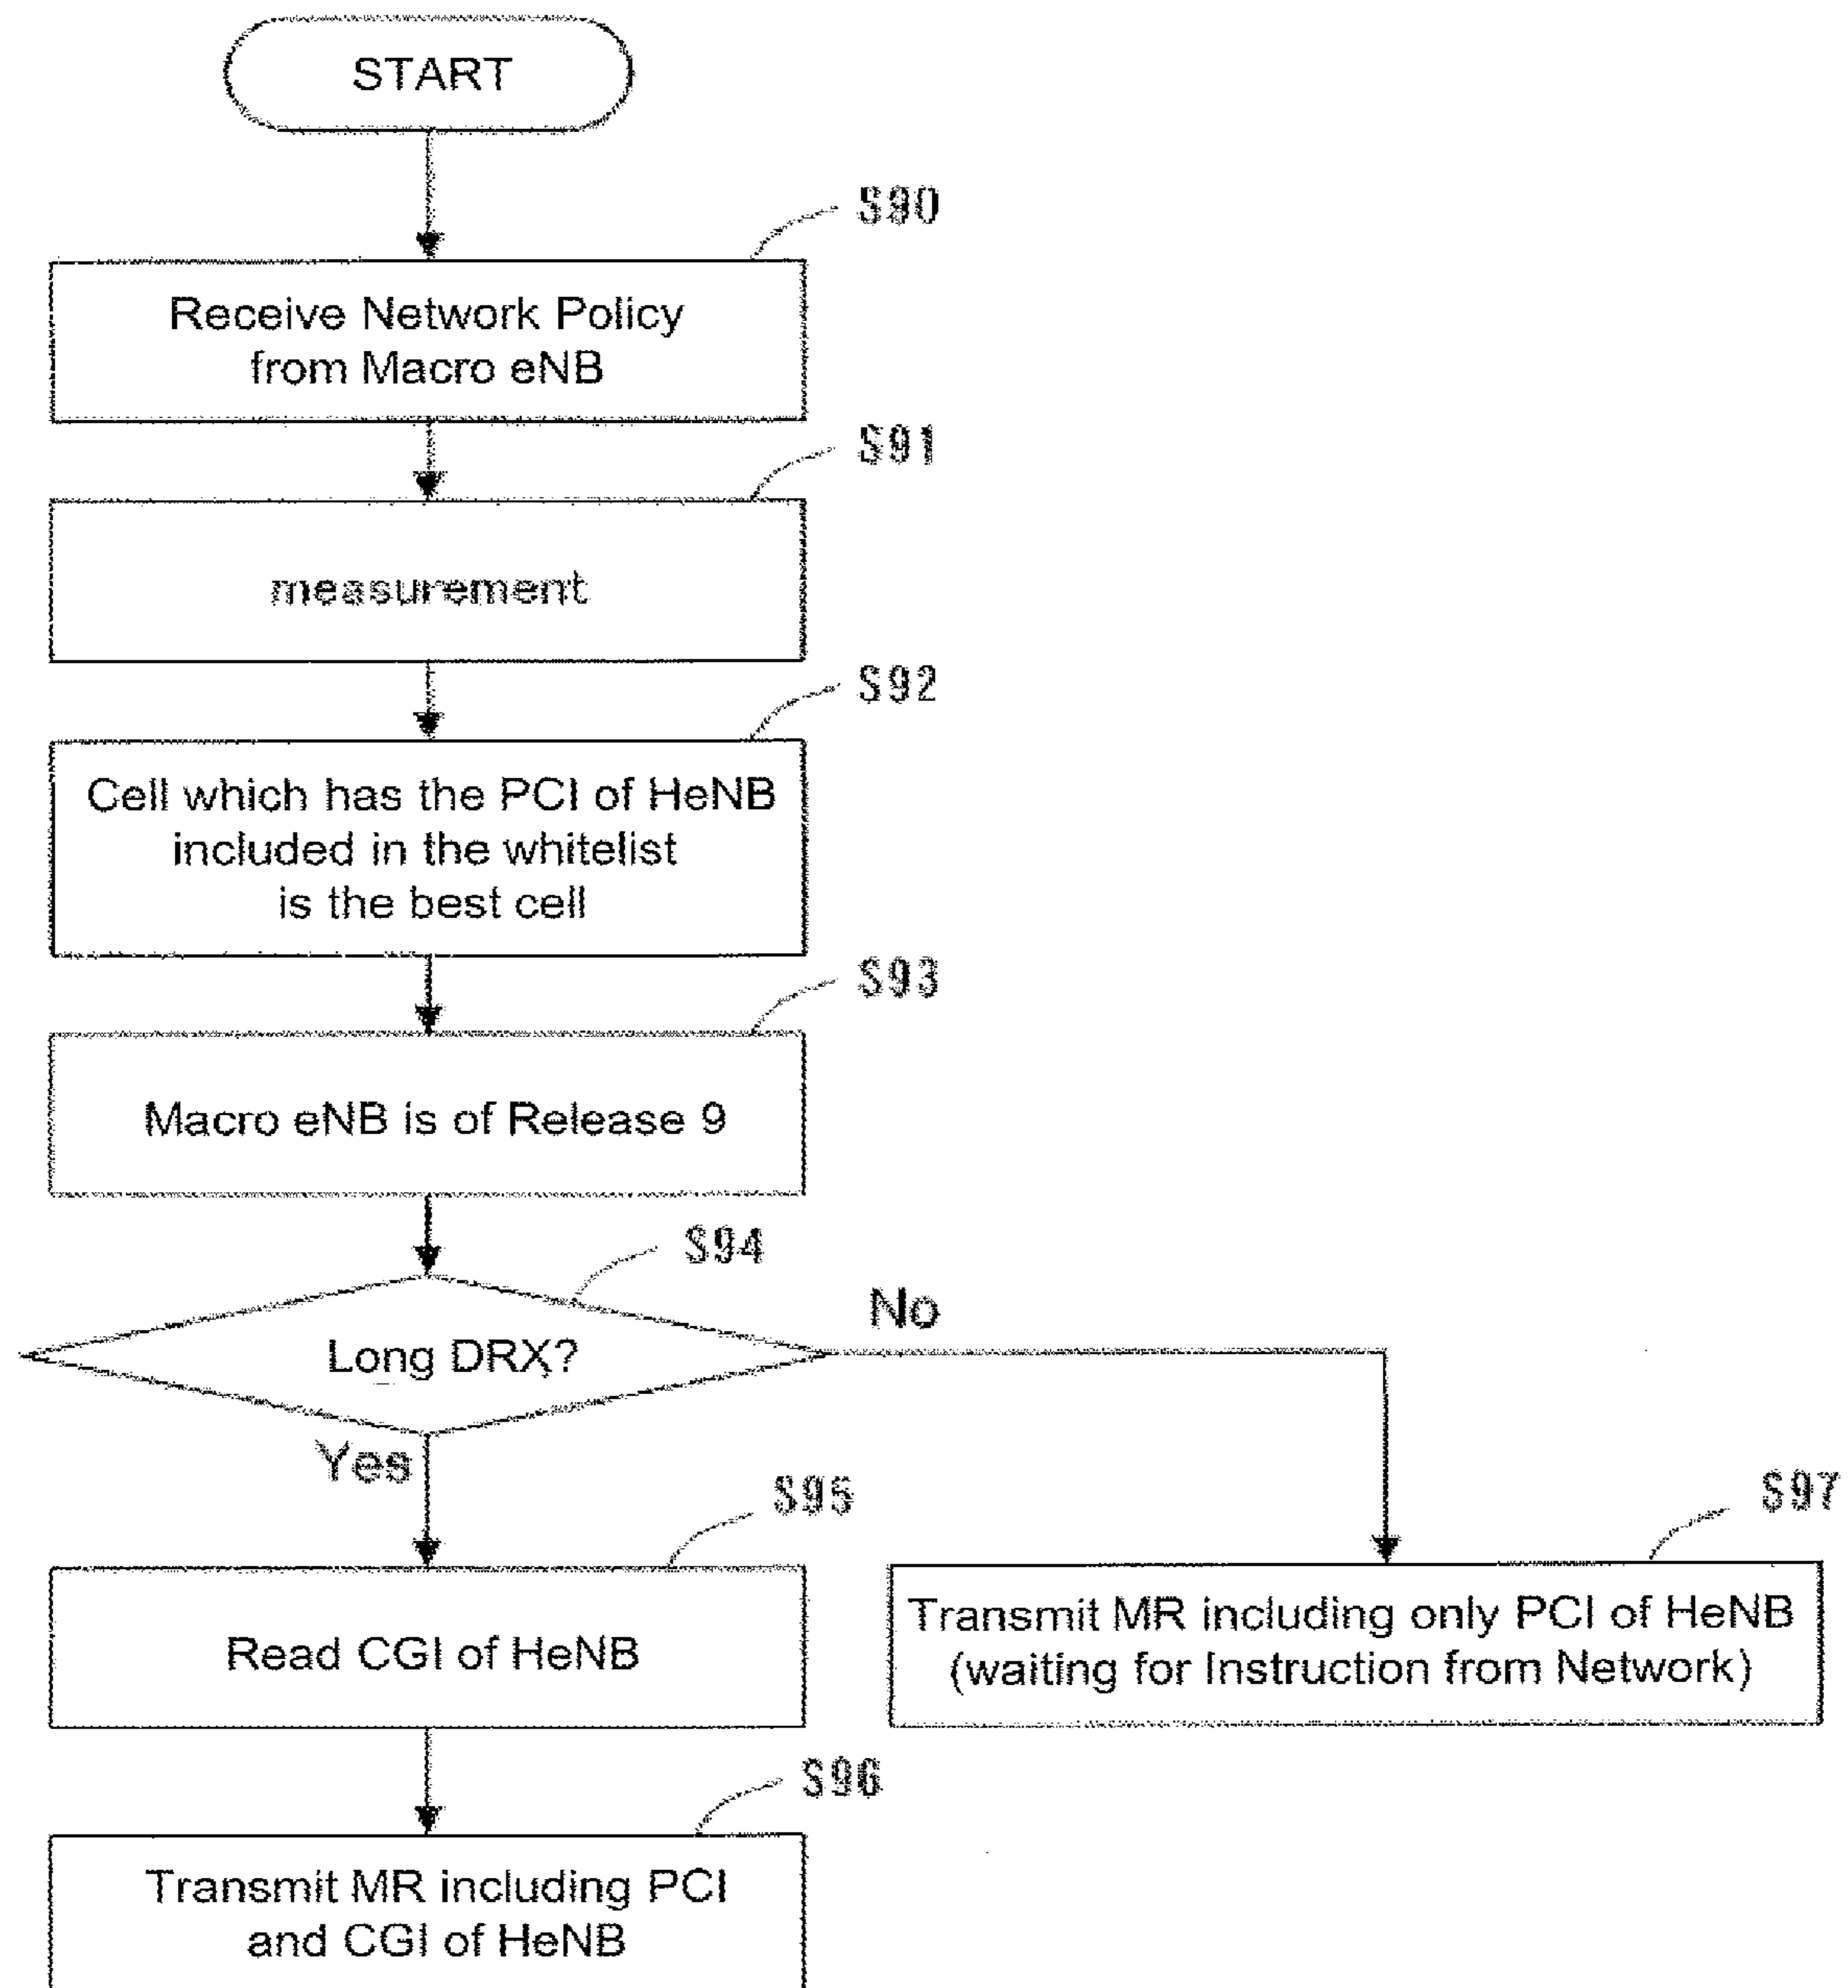 START
S90
Receive Network Policy
from Macro eNB
S91
measurement
S92
Cell which has the PCI of HeNB
included in the whitelist
is the best cell
S93
Macro eNB is of Release 9
S94
Long DRX?
No
Yes
S95
Read CGI of HeNB
S97
Transmit MR including only PCI of HeNB
(waiting for Instruction from Network)
S96
Transmit MR including PCI
and CGI of HeNB